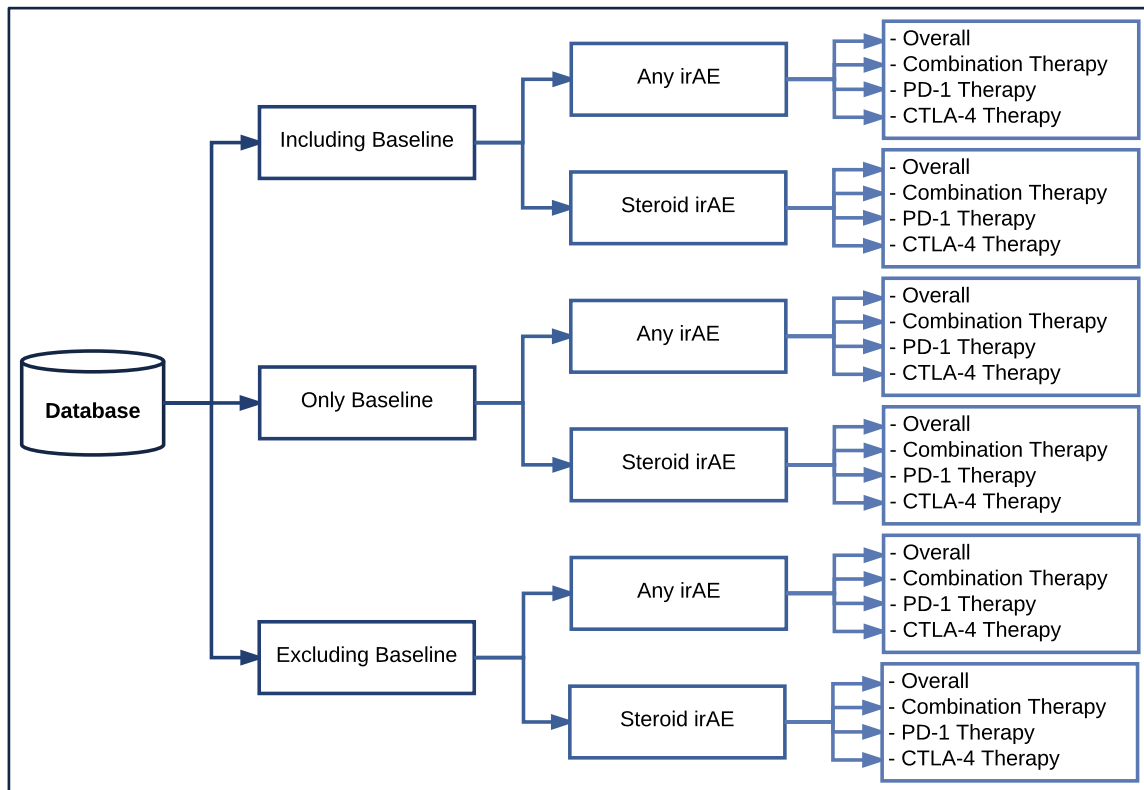 Database
Including Baseline
Any irAE
- Overall
- Combination Therapy
- PD-1 Therapy
- CTLA-4 Therapy
Steroid irAE
- Overall
- Combination Therapy
- PD-1 Therapy
- CTLA-4 Therapy
Only Baseline
Any irAE
- Overall
- Combination Therapy
- PD-1 Therapy
- CTLA-4 Therapy
Steroid irAE
- Overall
- Combination Therapy
- PD-1 Therapy
- CTLA-4 Therapy
Excluding Baseline
Any irAE
- Overall
- Combination Therapy
- PD-1 Therapy
- CTLA-4 Therapy
Steroid irAE
- Overall
- Combination Therapy
- PD-1 Therapy
- CTLA-4 Therapy